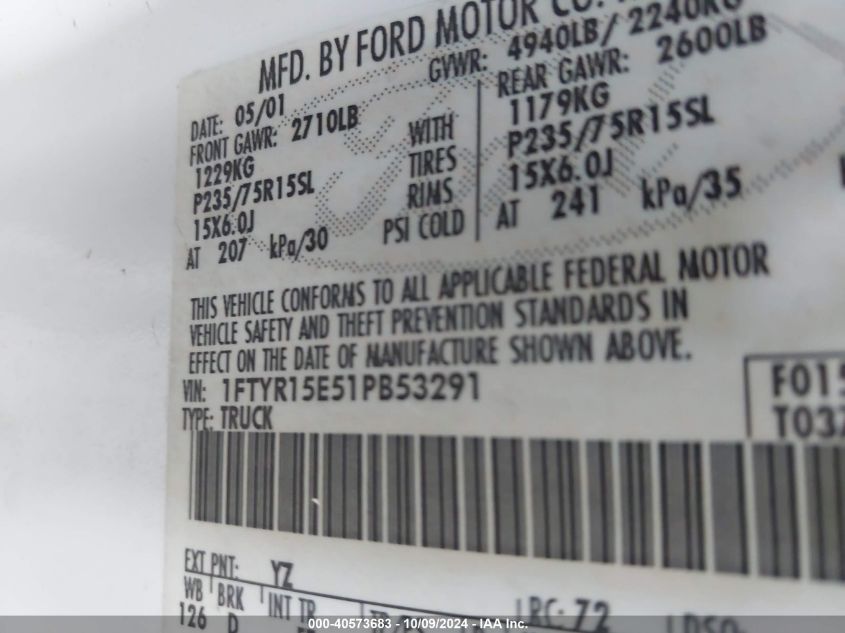 MFD. BY FORD MOTOR CO.
DATE: 05/01 GVWR: 4940LB/ 2240KG
FRONT GAWR: 2710LB REAR GAWR: 2600LB
1229KG WITH 1179KG
P235/75R15SL TIRES P235/75R15SL
15X6.0J RIMS 15X6.0J
AT 207 kPa/30 PSI COLD AT 241 kPa/35
THIS VEHICLE CONFORMS TO ALL APPLICABLE FEDERAL MOTOR
VEHICLE SAFETY AND THEFT PREVENTION STANDARDS IN
EFFECT ON THE DATE OF MANUFACTURE SHOWN ABOVE.
VIN: 1FTYR15E51PB53291 F015
TYPE: TRUCK T032
EXT PNT: YZ RC: 72
WB BRK INT TR
126 D
000-40573683 - 10/09/2024 - IAA Inc.